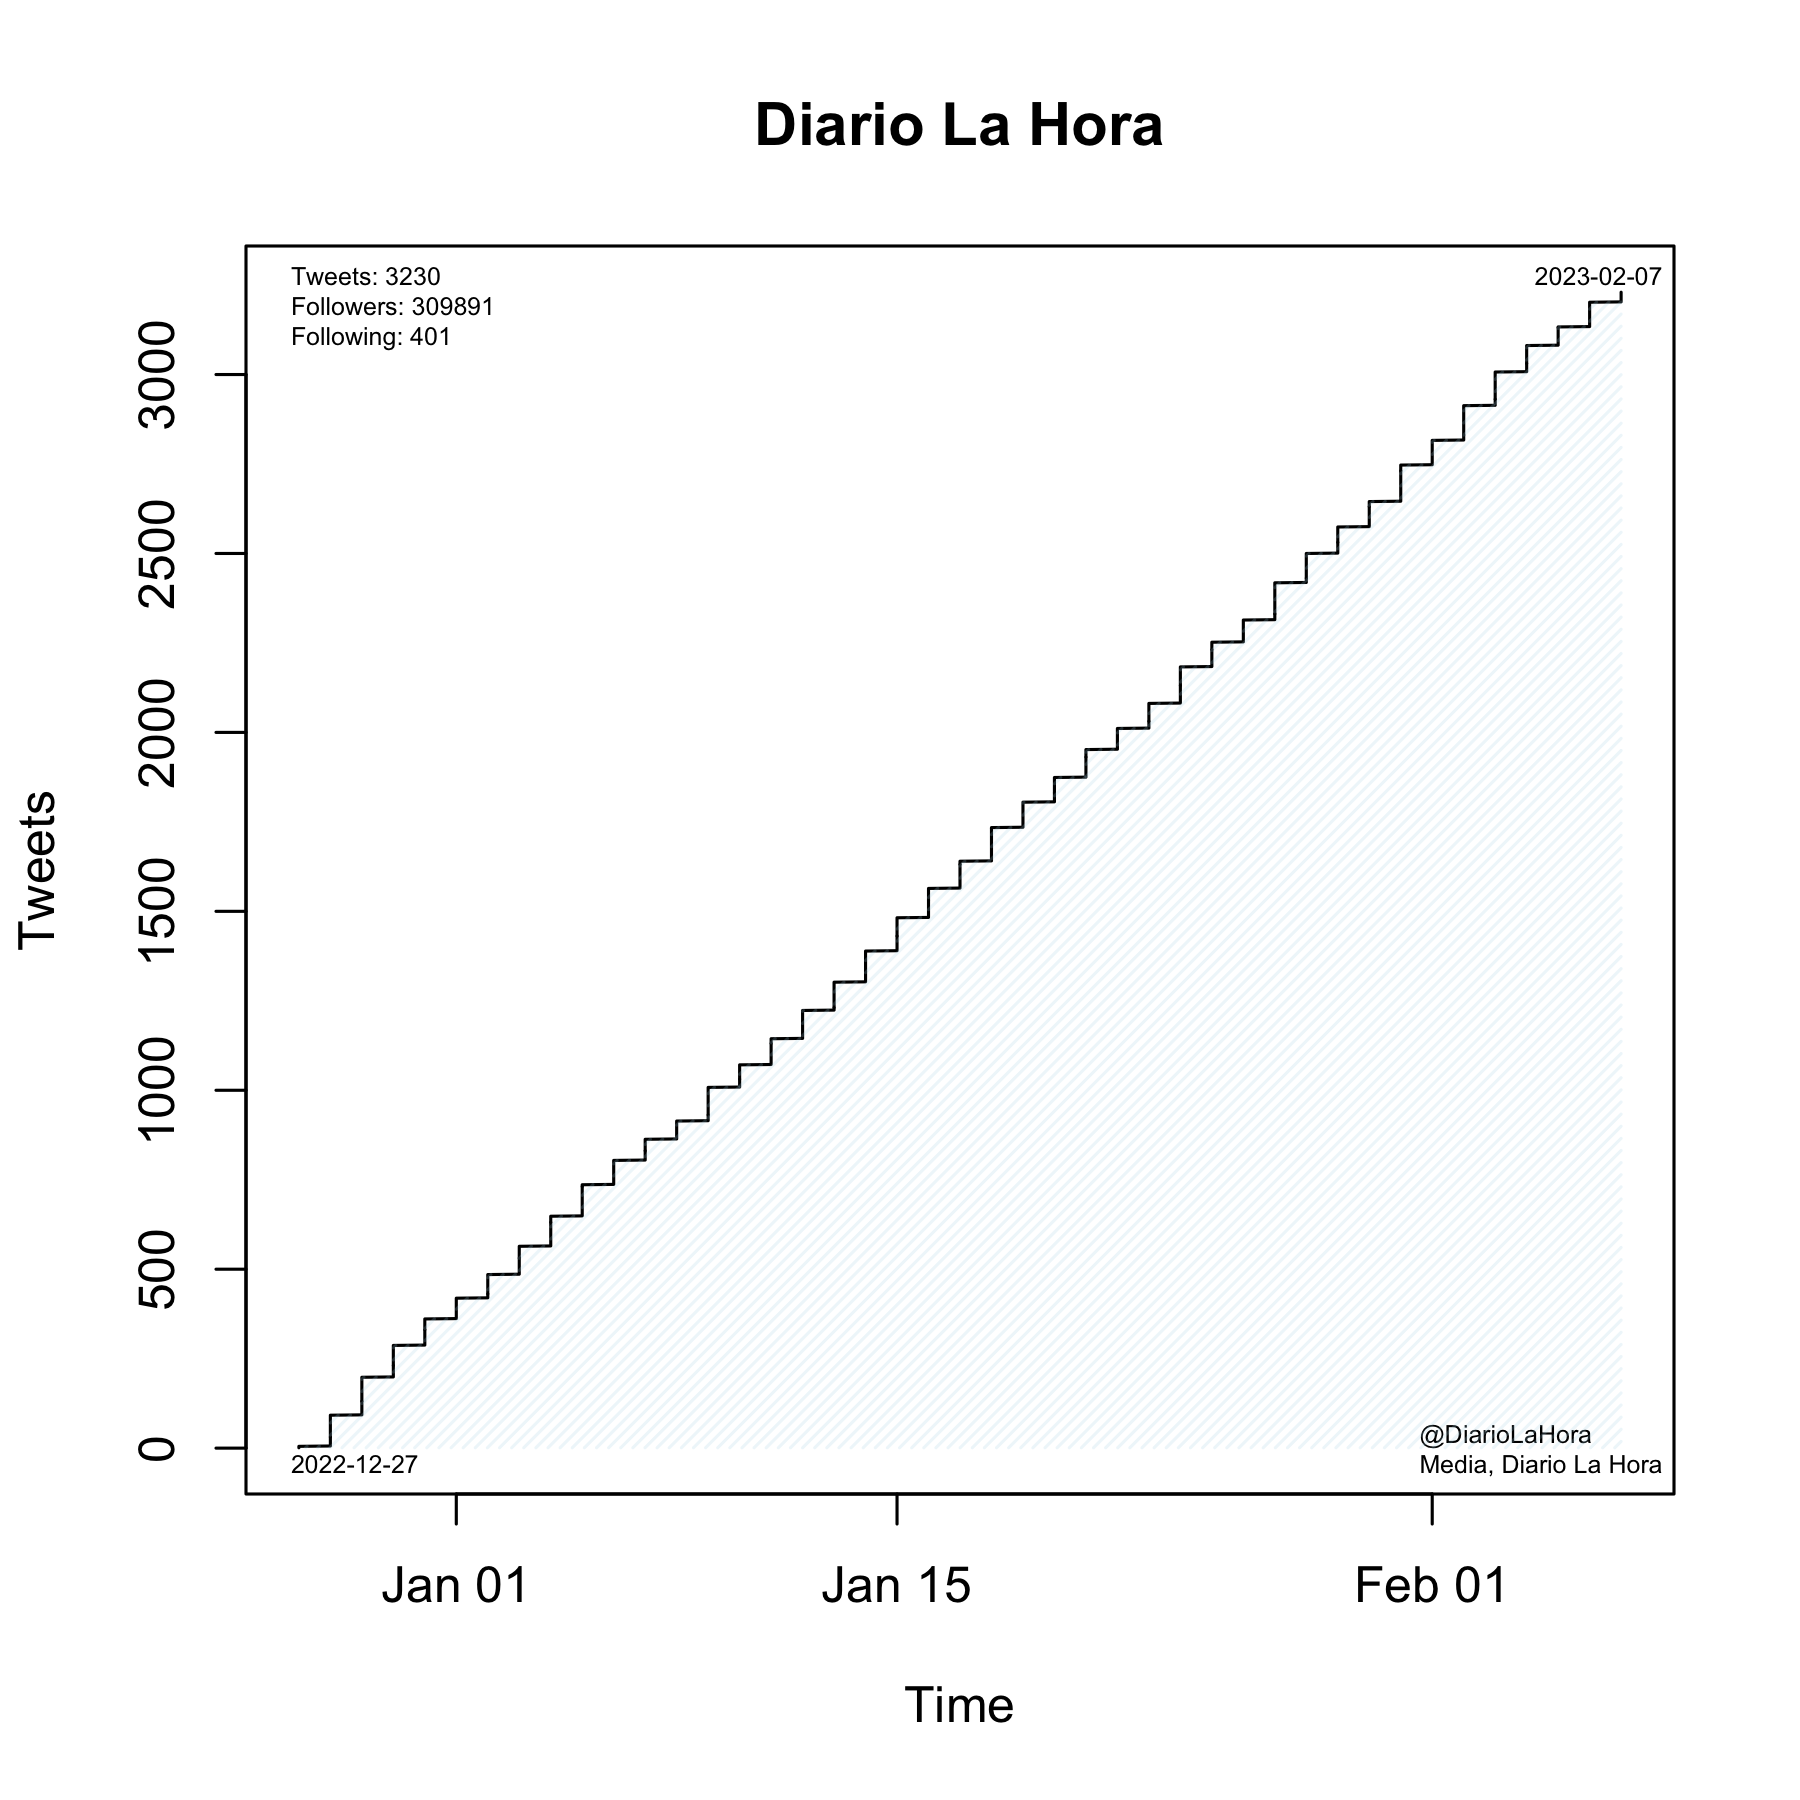 Diario La Hora
Tweets: 3230
Followers: 309891
Following: 401
2023-02-07
Tweets
3000
2500
2000
1500
1000
500
0
2022-12-27
@DiarioLaHora
Media, Diario La Hora
Jan 01
Jan 15
Feb 01
Time